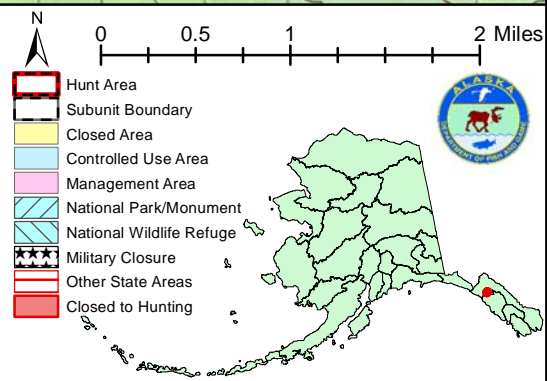 N
0 0.5 1 2 Miles
Hunt Area
Subunit Boundary
Closed Area
Controlled Use Area
Management Area
National Park/Monument
National Wildlife Refuge
Military Closure
Other State Areas
Closed to Hunting
ALASKA
DEPARTMENT OF FISH AND GAME